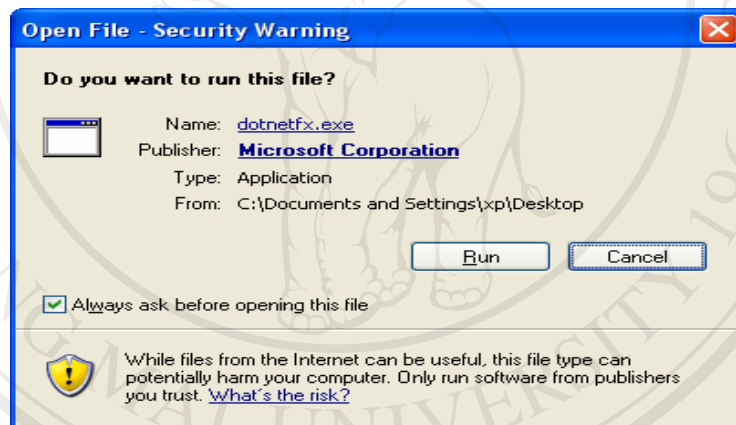 Open File - Security Warning
Do you want to run this file?
Name: dotnetfx.exe
Publisher: Microsoft Corporation
Type: Application
From: C:\Documents and Settings\xp\Desktop
Run Cancel
Always ask before opening this file
While files from the Internet can be useful, this file type can
potentially harm your computer. Only run software from publishers
you trust. What's the risk?